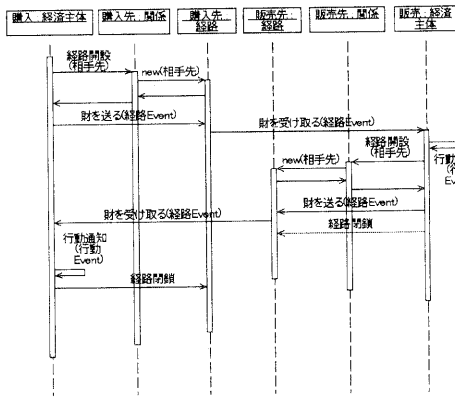 購入:経済主体
購入先:関係
購入先:
経路
販売先:
経路
販売先:関係
販売:経済
主体
経路開設
(相手先)
new(相手先)
財を送る(経路Event)
財を受け取る(経路Event)
経路開設
(相手先)
行動
(行
Ev
new(相手先)
財を送る(経路Event)
財を受け取る(経路Event)
経路閉鎖
行動通知
(行動
Event)
経路閉鎖